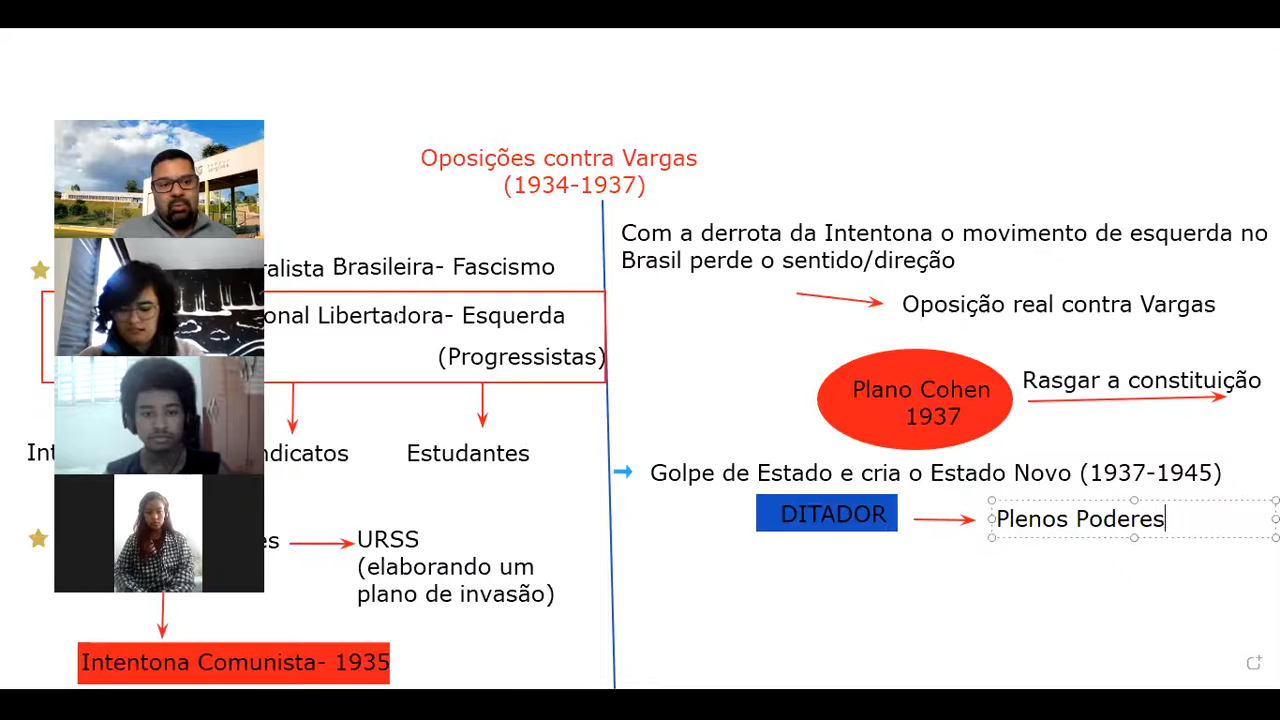 Oposições contra Vargas
(1934-1937)
ralista Brasileira- Fascismo
onal Libertadora- Esquerda
(Progressistas)
Int
ndicatos
Estudantes
es
URSS
(elaborando um
plano de invasão)
Intentona Comunista- 1935
Com a derrota da Intentona o movimento de esquerda no
Brasil perde o sentido/direção
Oposição real contra Vargas
Plano Cohen
1937
Rasgar a constituição
Golpe de Estado e cria o Estado Novo (1937-1945)
DITADOR
Plenos Poderes